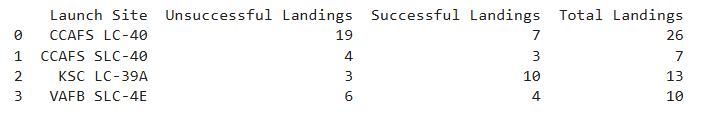 Launch Site Unsuccessful Landings Successful Landings Total Landings
0 CCAFS LC-40 19 7 26
1 CCAFS SLC-40 4 3 7
2 KSC LC-39A 3 10 13
3 VAFB SLC-4E 6 4 10